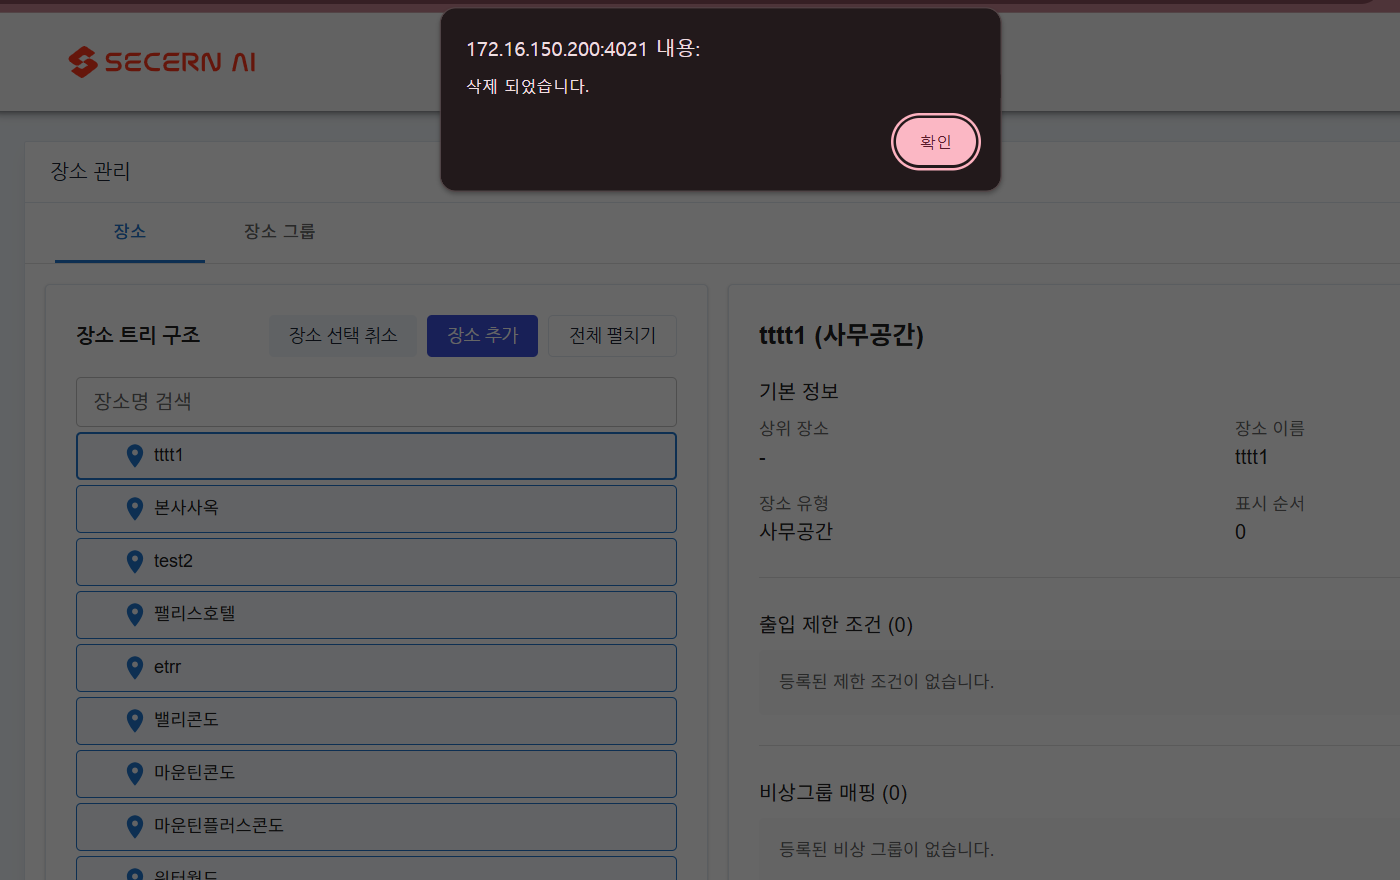 172.16.150.200:4021 내용:
삭제 되었습니다.
확인
SECERN AI
장소 관리
장소 장소 그룹
장소 트리 구조 장소 선택 취소 장소 추가 전체 펼치기
장소명 검색
tttt1
본사사옥
test2
팰리스호텔
etrr
밸리콘도
마운틴콘도
마운틴플러스콘도
워터월드
tttt1 (사무공간)
기본 정보
상위 장소 장소 이름
- tttt1
장소 유형 표시 순서
사무공간 0
출입 제한 조건 (0)
등록된 제한 조건이 없습니다.
비상그룹 매핑 (0)
등록된 비상 그룹이 없습니다.